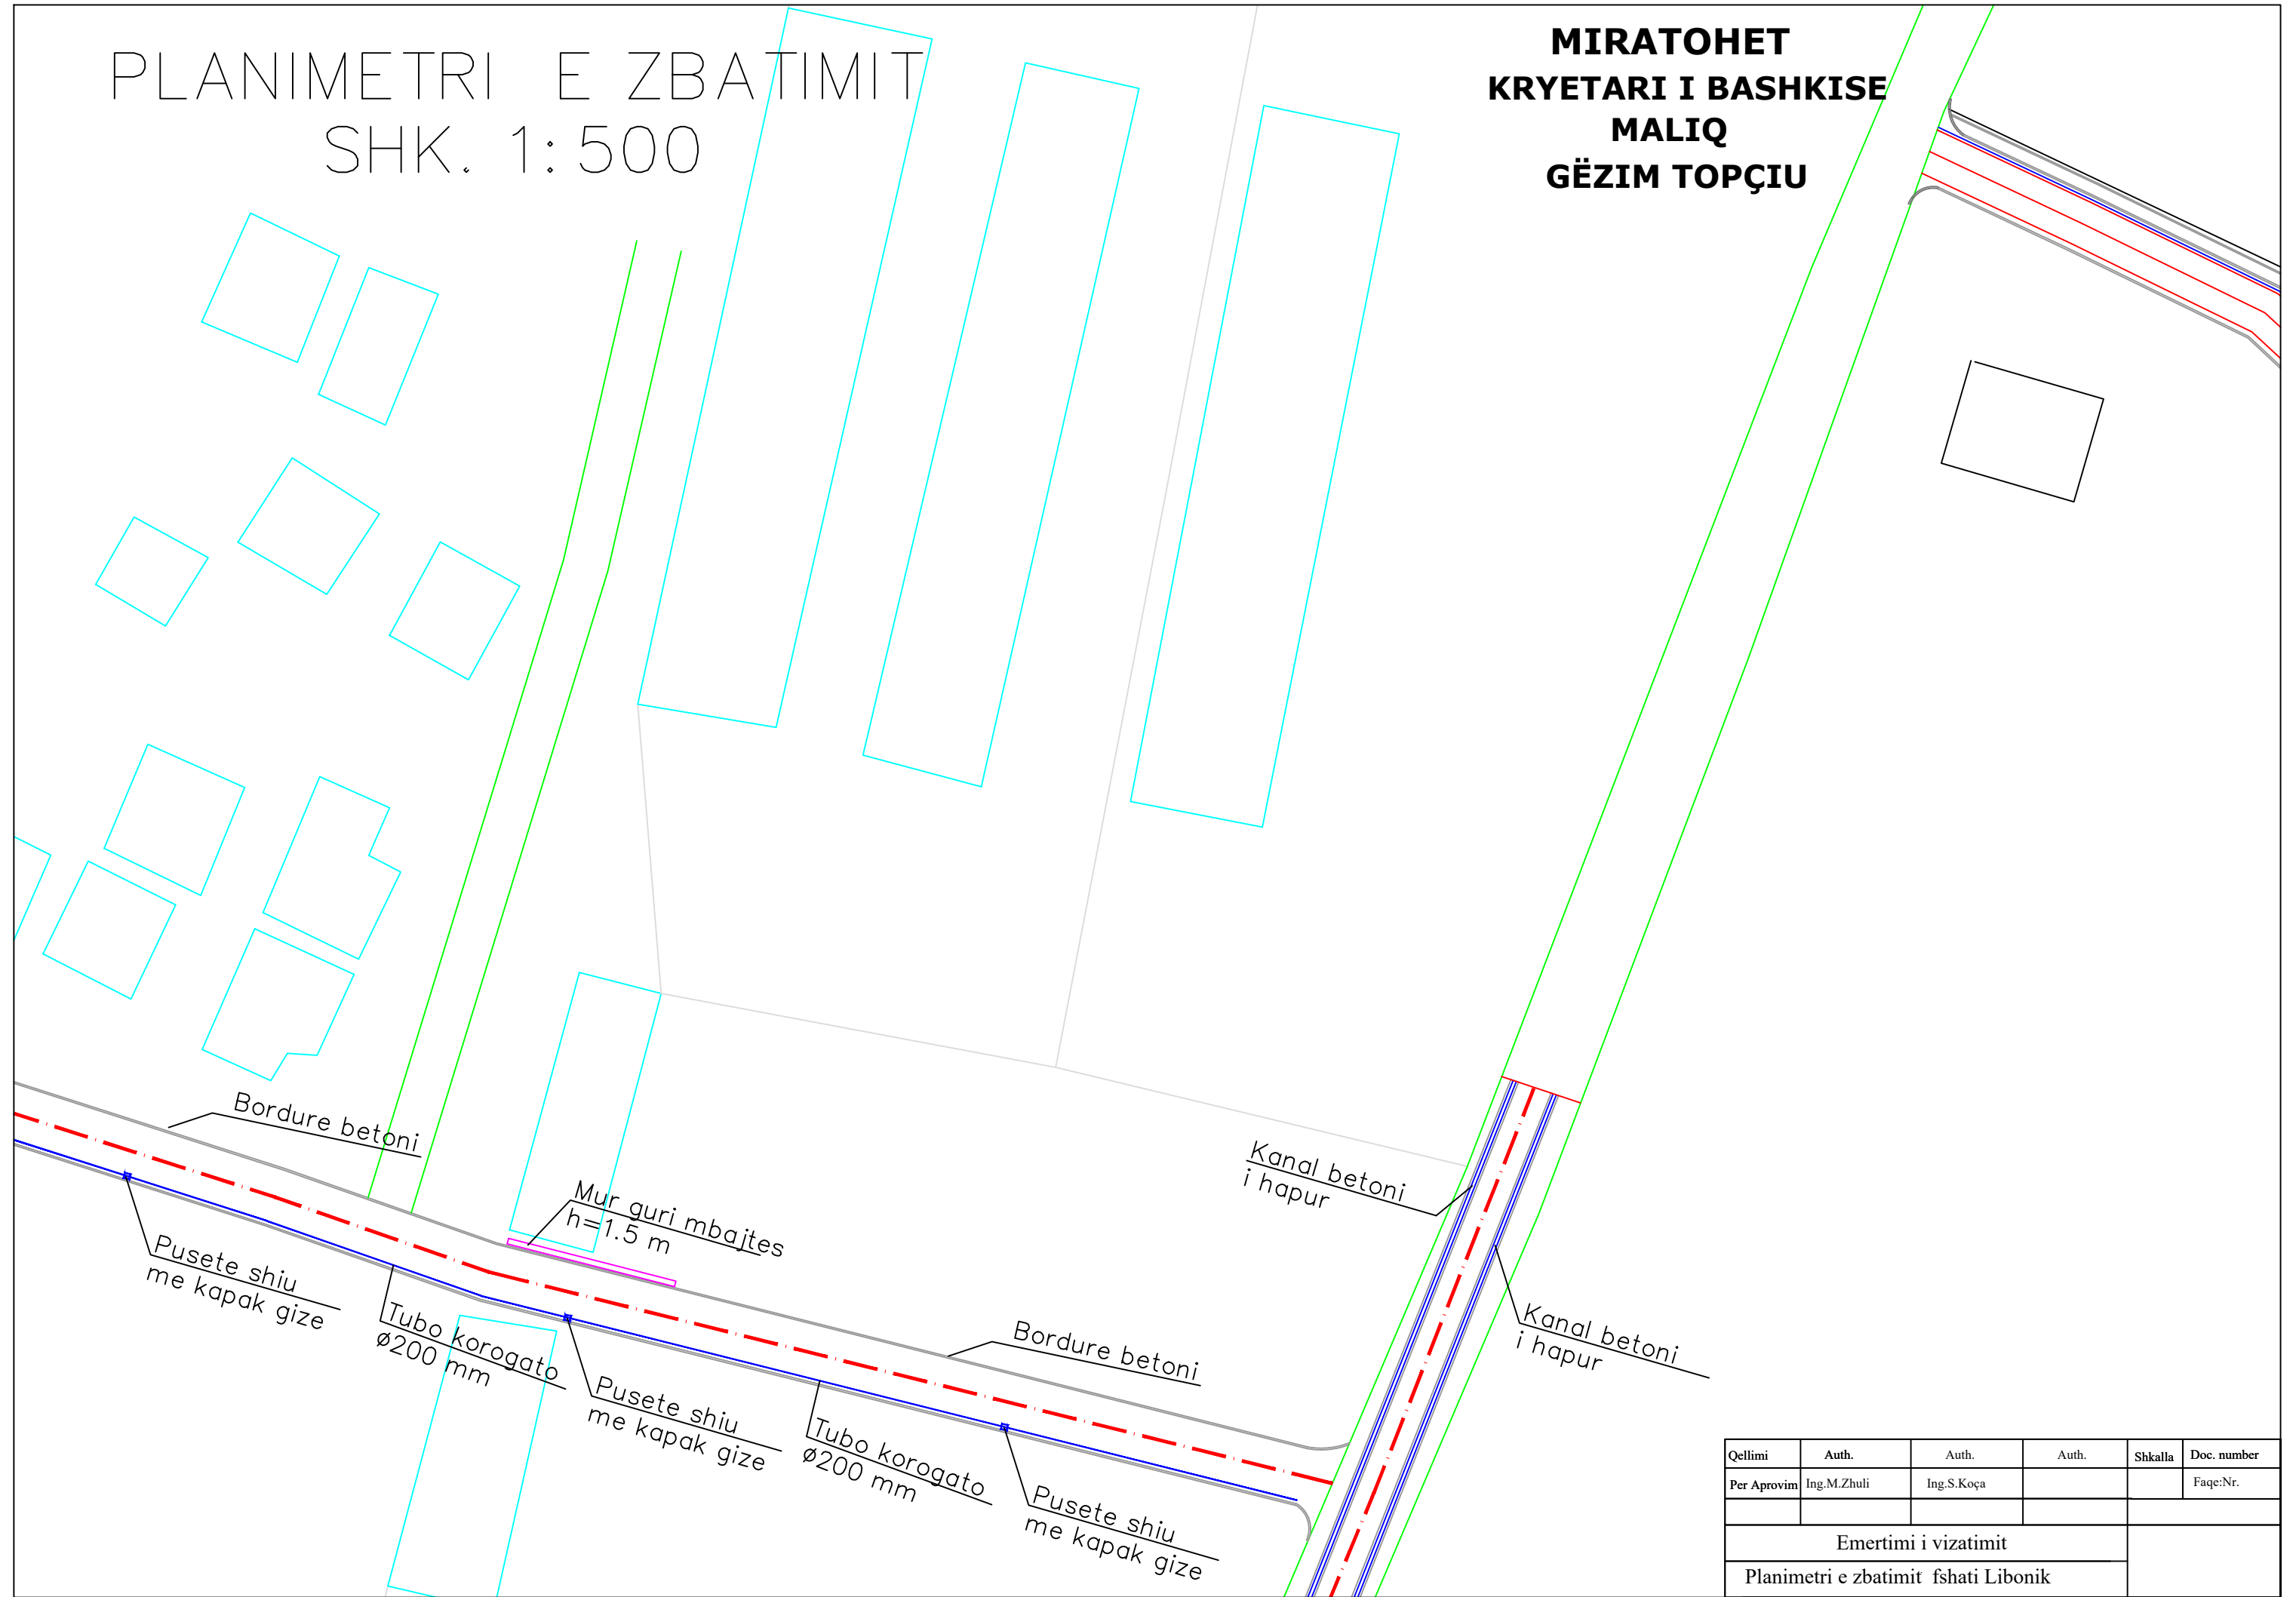 PLANIMETRI E ZBATIMIT
SHK. 1:500
MIRATOHET
KRYETARI I BASHKISE
MALIQ
GËZIM TOPÇIU
Bordure betoni
Mur guri mbajtes
h=1.5 m
Kanal betoni
i hapur
Pusete shiu
me kapak gize
Tubo korogato
ø200 mm
Pusete shiu
me kapak gize
Bordure betoni
Kanal betoni
i hapur
Tubo korogato
ø200 mm
Pusete shiu
me kapak gize
Qellimi Auth. Auth. Auth. Shkalla Doc. number
Per Aprovim Ing.M.Zhuli Ing.S.Koça Faqe:Nr.
Emertimi i vizatimit
Planimetri e zbatimit fshati Libonik